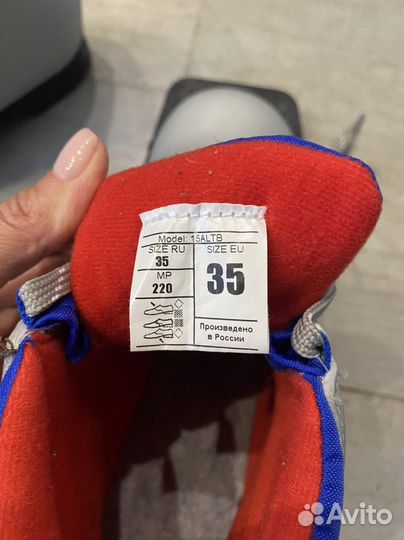 Model: 15ALTB
SIZE RU SIZE EU
35
MP
220
35
Произведено
в России
Avito